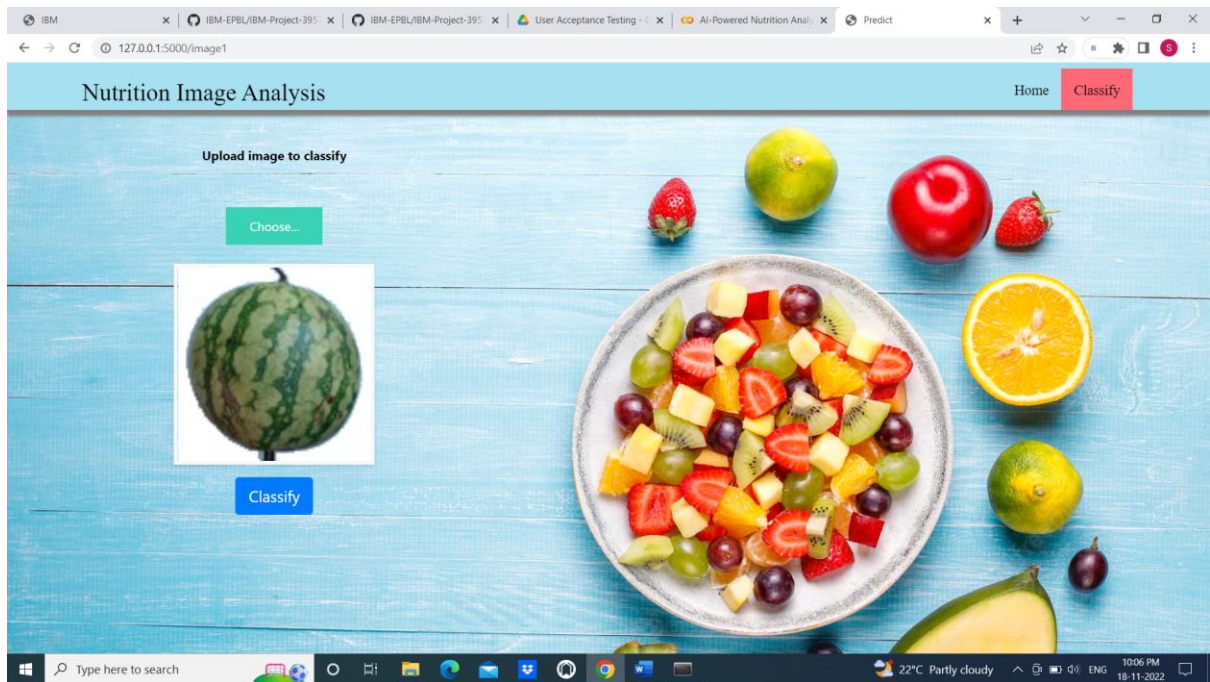 IBM
IBM-EPBL/IBM-Project-395
IBM-EPBL/IBM-Project-395
User Acceptance Testing -
AI-Powered Nutrition Analy
Predict
127.0.0.1:5000/image1
B
S
Nutrition Image Analysis
Home
Classify
Upload image to classify
Choose...
Classify
Type here to search
22°C Partly cloudy
ENG
10:06 PM
18-11-2022